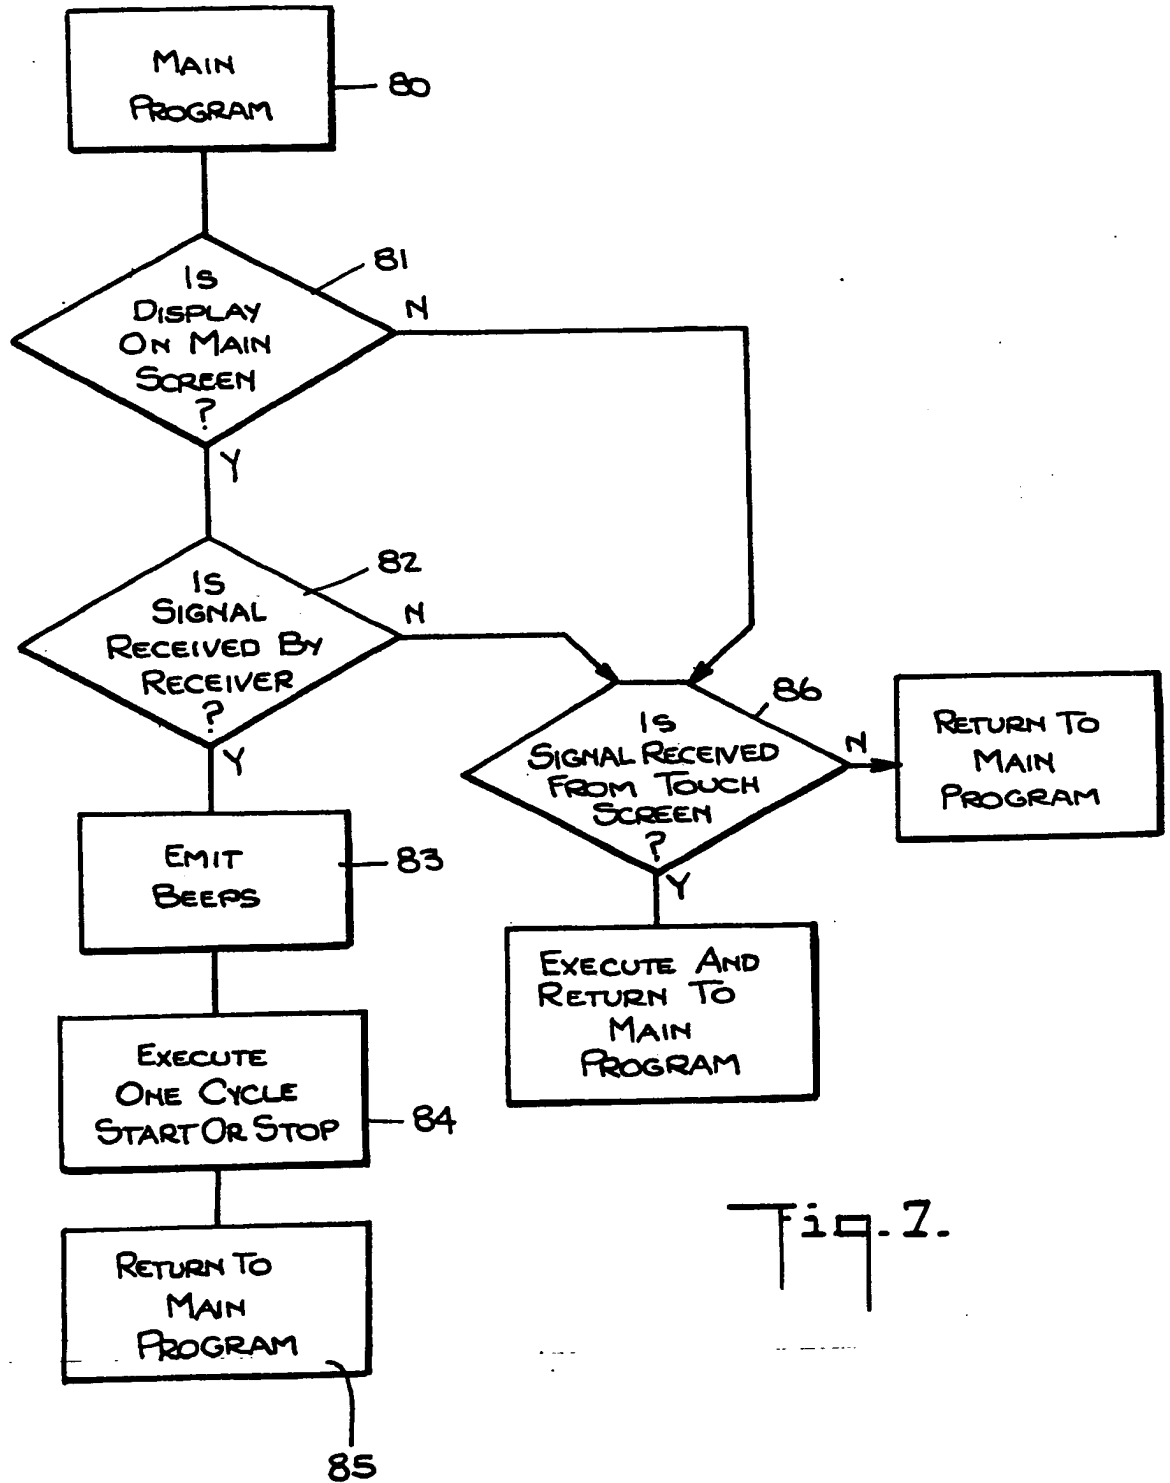 MAIN
PROGRAM
80
IS
DISPLAY
ON MAIN
SCREEN
?
81
N
Y
IS
SIGNAL
RECEIVED BY
RECEIVER
?
82
N
Y
EMIT
BEEPS
83
EXECUTE
ONE CYCLE
START OR STOP
84
RETURN TO
MAIN
PROGRAM
85
IS
SIGNAL RECEIVED
FROM TOUCH
SCREEN
?
86
N
Y
RETURN TO
MAIN
PROGRAM
EXECUTE AND
RETURN TO
MAIN
PROGRAM
Fig. 7.